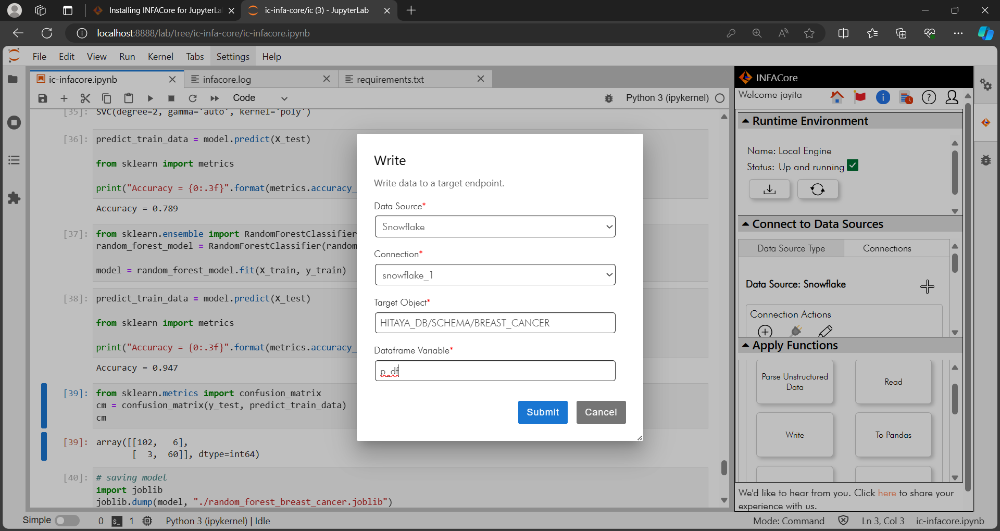 Installing INFACore for JupyterLa
ic-infa-core/ic (3) - JupyterLab
localhost:8888/lab/tree/ic-infa-core/ic-infacore.ipynb
File Edit View Run Kernel Tabs Settings Help
ic-infacore.ipynb
infacore.log
requirements.txt
Code
Python 3 (ipykernel)
[35]: SVC(degree=2, gamma='auto', kernel='poly')
[36]: predict_train_data = model.predict(X_test)
from sklearn import metrics
print("Accuracy = {0:.3f}".format(metrics.accuracy_
Accuracy = 0.789
[37]: from sklearn.ensemble import RandomForestClassifier
random_forest_model = RandomForestClassifier(random
model = random_forest_model.fit(X_train, y_train)
[38]: predict_train_data = model.predict(X_test)
from sklearn import metrics
print("Accuracy = {0:.3f}".format(metrics.accuracy_
Accuracy = 0.947
[39]: from sklearn.metrics import confusion_matrix
cm = confusion_matrix(y_test, predict_train_data)
cm
[39]: array([[102, 6],
[ 3, 60]], dtype=int64)
[40]: # saving model
import joblib
joblib.dump(model, "./random_forest_breast_cancer.joblib")
Write
Write data to a target endpoint.
Data Source*
Snowflake
Connection*
snowflake_1
Target Object*
HITAYA_DB/SCHEMA/BREAST_CANCER
Dataframe Variable*
p_df
Submit
Cancel
INFACore
Welcome jayita
Runtime Environment
Name: Local Engine
Status: Up and running
Connect to Data Sources
Data Source Type
Connections
Data Source: Snowflake
Connection Actions
Apply Functions
Parse Unstructured
Data
Read
Write
To Pandas
We'd like to hear from you. Click here to share your
experience with us.
Simple
0
$_
1
Python 3 (ipykernel) | Idle
Mode: Command
Ln 3, Col 3
ic-infacore.ipynb